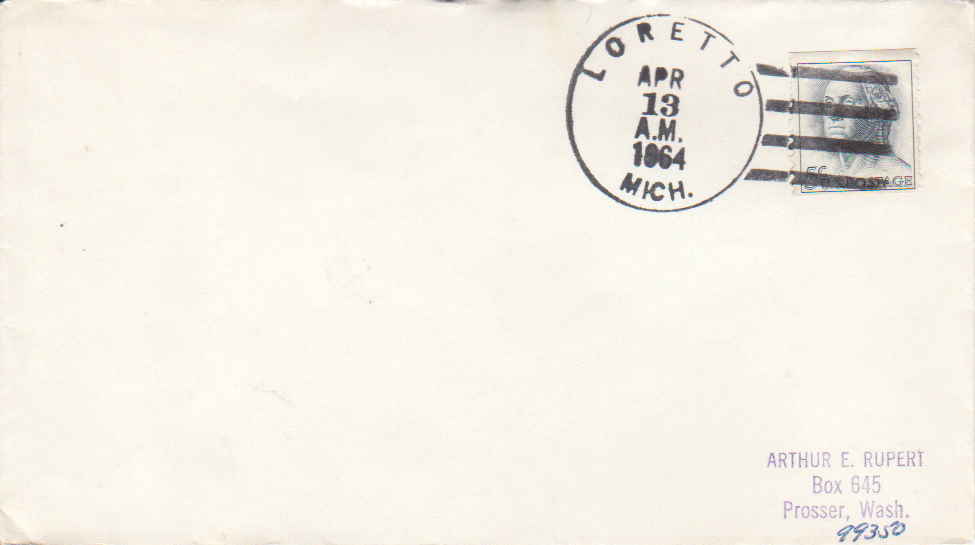 LORETTO
APR
13
A.M.
1964
MICH.
5¢ U.S. POSTAGE
ARTHUR E. RUPERT
Box 645
Prosser, Wash.
99350